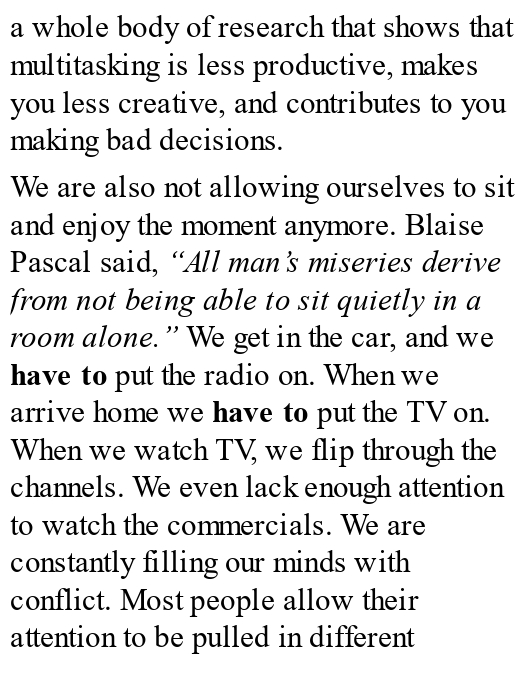 a whole body of research that shows that
multitasking is less productive, makes
you less creative, and contributes to you
making bad decisions.
We are also not allowing ourselves to sit
and enjoy the moment anymore. Blaise
Pascal said, “All man’s miseries derive
from not being able to sit quietly in a
room alone.” We get in the car, and we
have to put the radio on. When we
arrive home we have to put the TV on.
When we watch TV, we flip through the
channels. We even lack enough attention
to watch the commercials. We are
constantly filling our minds with
conflict. Most people allow their
attention to be pulled in different